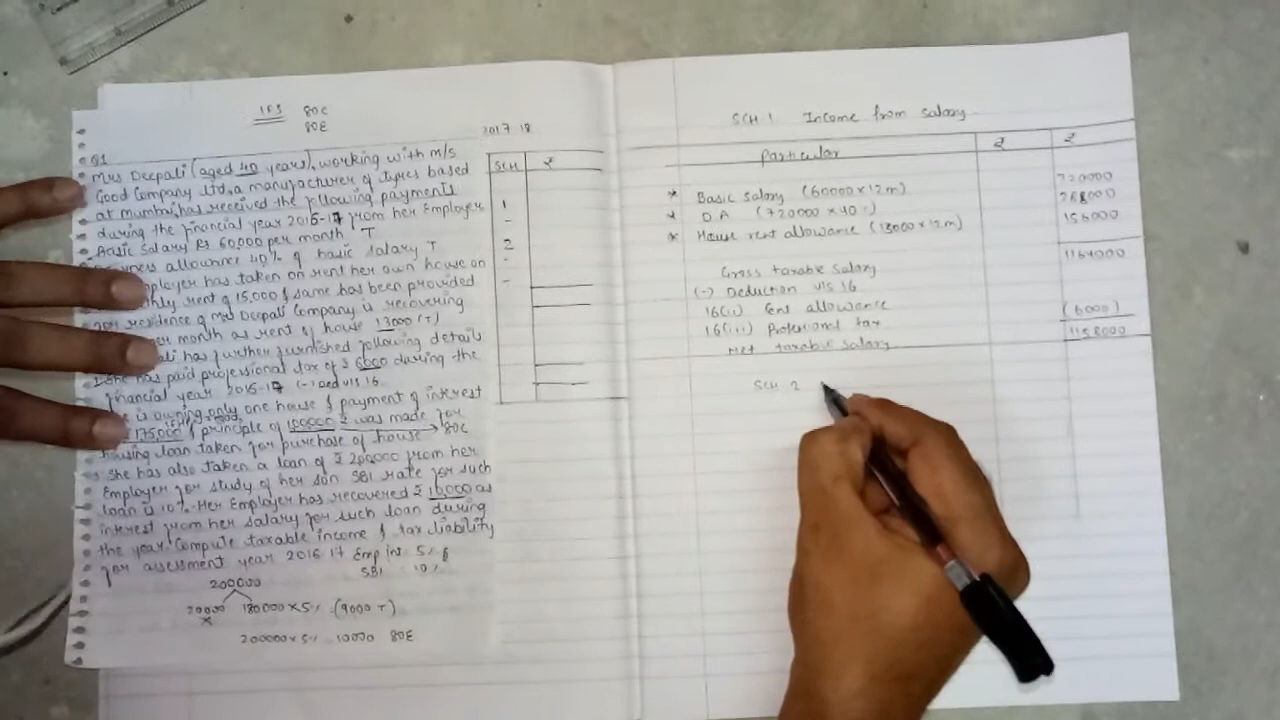 IFS 80C
80E
Q1
Mrs Deepali (aged 40 years), working with m/s
Good Company Ltd, a manufacturer of Tyres based
at mumbai, has received the following payments
during the financial year 2016-17 from her Employer
Basic Salary Rs 60000 per month T
allowance 40% of basic salary T
has taken on rent her own house on
rent of 15,000 & same has been provided
for residence of Mrs Deepali Company is recovering
per month as rent of house 13000 (T)
has further furnished following details
She has paid professional tax of 6000 during the
financial year 2016-17 (-) ded U/S 16
is owning only one house & payment of interest
175,000 & principle of 100000 was made for
housing loan taken for purchase of house → 80C
She has also taken a loan of ₹ 200000 from her
Employer for study of her son SBI rate for such
loan is 10%. Her Employer has recovered ₹ 10,000 as
interest from her salary for such loan during
the year. Compute taxable income & tax liability
for assessment year 2016 17 Emp int 5%
SBI 10%
200000
20000 180000 x 5% (9000 T)
x
200000 x 5% 10000 80E
2017 18
SCH ₹
1
-
2
-
-
SCH 1 Income from salary
Particular ₹ ₹
* Basic salary (60000 x 12m) 720000
* DA (720000 x 40%) 288000
* House rent allowance (13000 x 12m) 156000
Gross taxable salary 1164000
(-) Deduction U/S 16
16(ii) Ent allowance
16(iii) Profesional tax (6000)
Net taxable salary 1158000
SCH 2